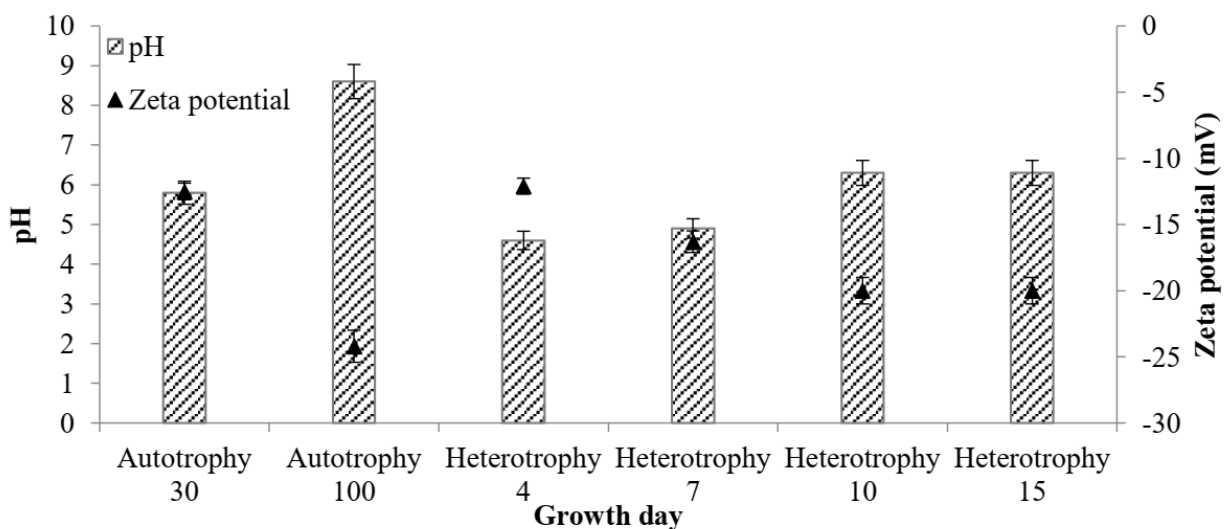 10
9
8
7
6
5
4
3
2
1
0
pH
pH
Zeta potential
0
-5
-10
-15
-20
-25
-30
Zeta potential (mV)
Autotrophy
30
Autotrophy
100
Heterotrophy
4
Heterotrophy
7
Heterotrophy
10
Heterotrophy
15
Growth day